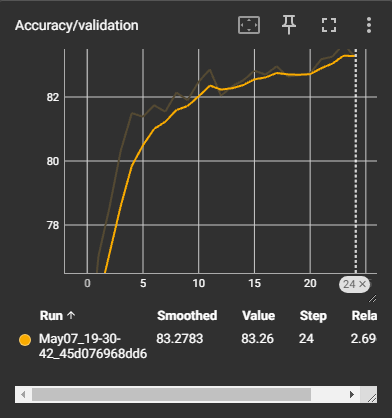 Accuracy/validation
82
80
78
0 5 10 15 20
24 ×
Run ↑ Smoothed Value Step Rela
May07_19-30-
42_45d076968dd6 83.2783 83.26 24 2.69